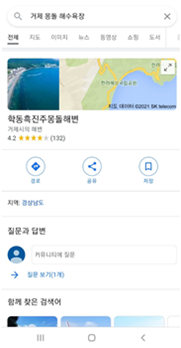 거제 몽돌 해수욕장
전체 지도 이미지 뉴스 동영상 쇼핑 도서
지도 데이터 ©2021 SK telecom
학동흑진주몽돌해변
거제시의 해변
4.2 (132)
경로 공유 저장
지역: 경상남도
질문과 답변
커뮤니티에 질문
질문 보기(1개)
함께 찾은 검색어